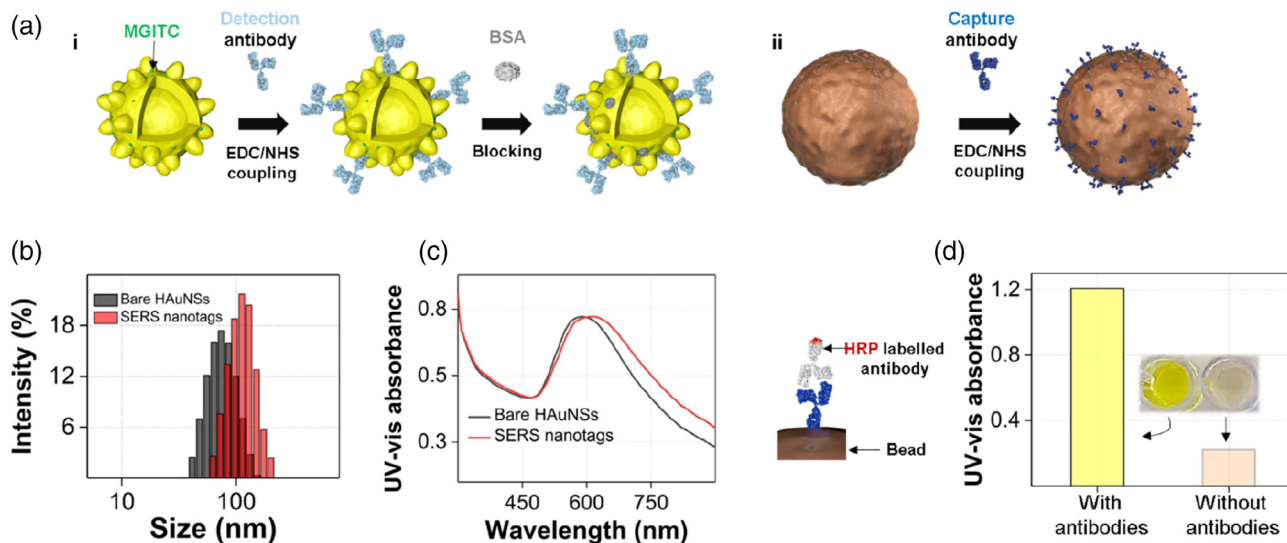 (a)
i
MGITC
Detection
antibody
EDC/NHS
coupling
BSA
Blocking
ii
Capture
antibody
EDC/NHS
coupling
(b)
Intensity (%)
18
12
6
Bare HAuNSs
SERS nanotags
10
100
Size (nm)
(c)
UV-vis absorbance
0.8
0.5
0.3
Bare HAuNSs
SERS nanotags
450
600
750
Wavelength (nm)
HRP labelled
antibody
Bead
(d)
UV-vis absorbance
1.2
0.8
0.4
With
antibodies
Without
antibodies